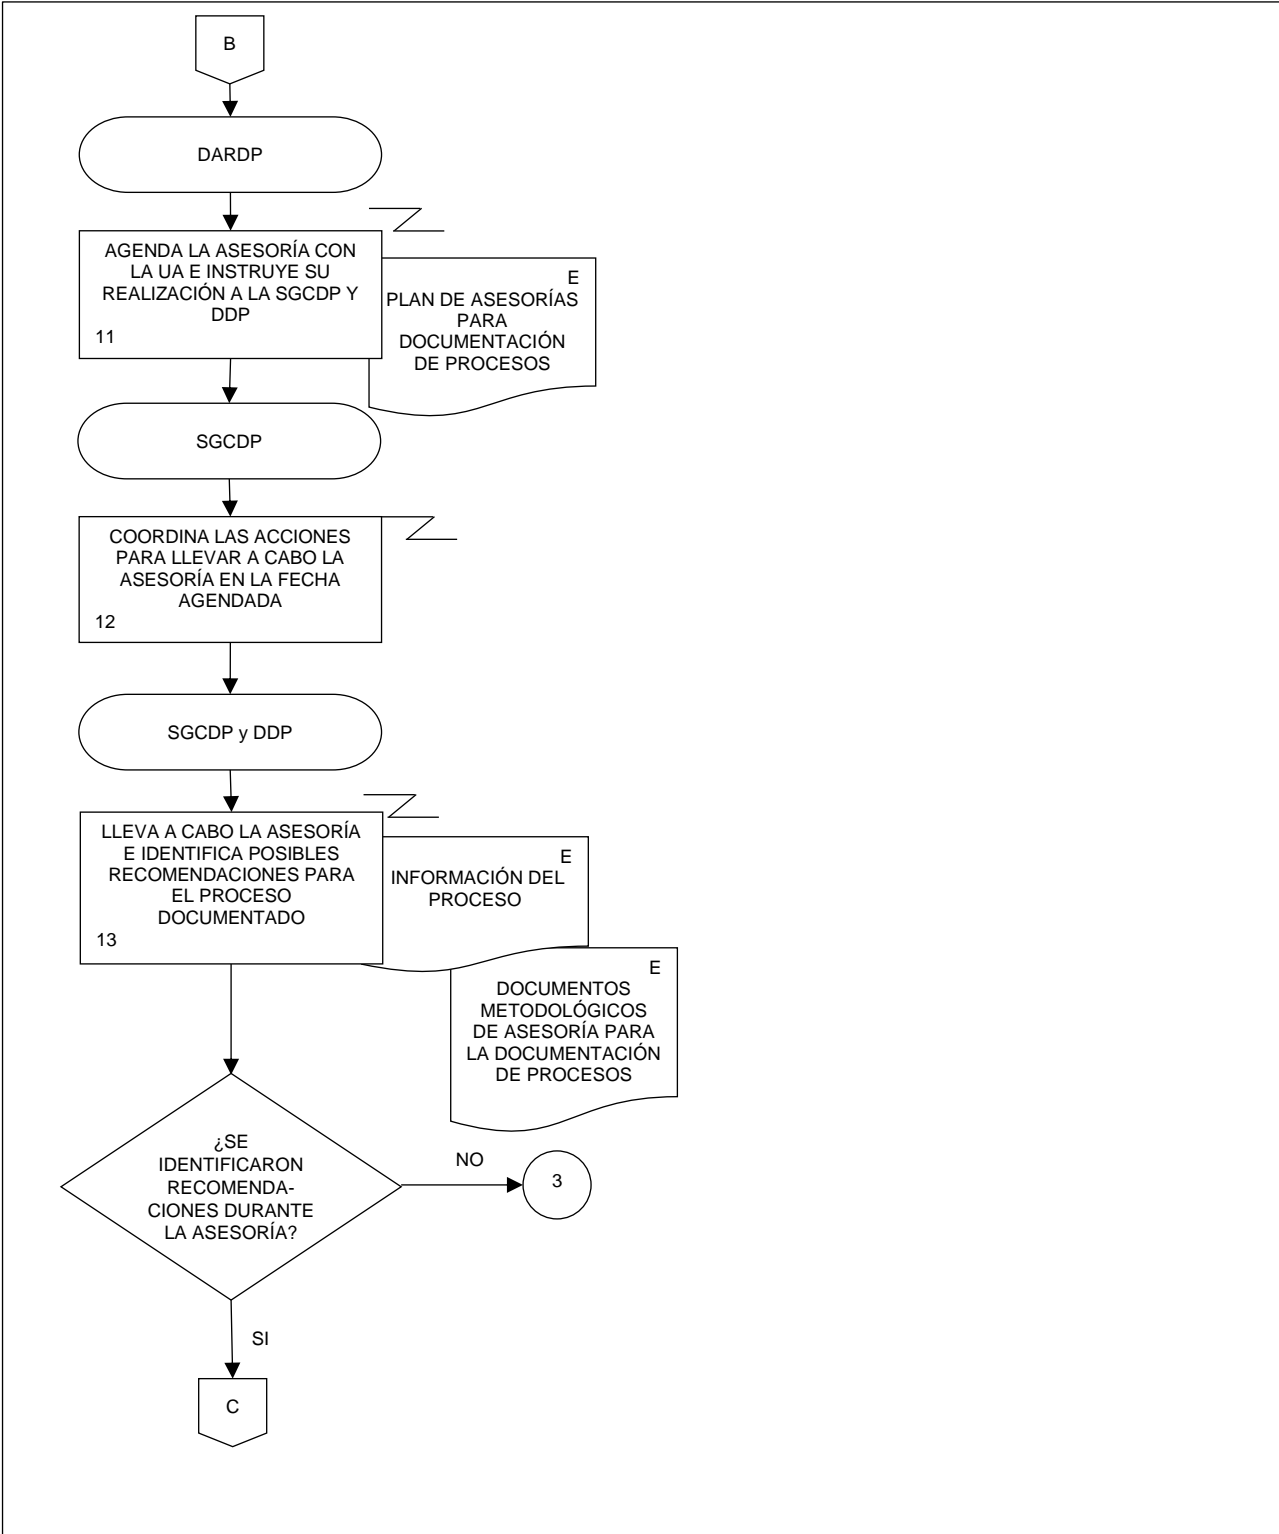 B
DARDP
AGENDA LA ASESORÍA CON
LA UA E INSTRUYE SU
REALIZACIÓN A LA SGCDP Y
DDP
11
E
PLAN DE ASESORÍAS
PARA
DOCUMENTACIÓN
DE PROCESOS
SGCDP
COORDINA LAS ACCIONES
PARA LLEVAR A CABO LA
ASESORÍA EN LA FECHA
AGENDADA
12
SGCDP y DDP
LLEVA A CABO LA ASESORÍA
E IDENTIFICA POSIBLES
RECOMENDACIONES PARA
EL PROCESO
DOCUMENTADO
13
E
INFORMACIÓN DEL
PROCESO
E
DOCUMENTOS
METODOLÓGICOS
DE ASESORÍA PARA
LA DOCUMENTACIÓN
DE PROCESOS
¿SE
IDENTIFICARON
RECOMENDA-
CIONES DURANTE
LA ASESORÍA?
NO
3
SI
C